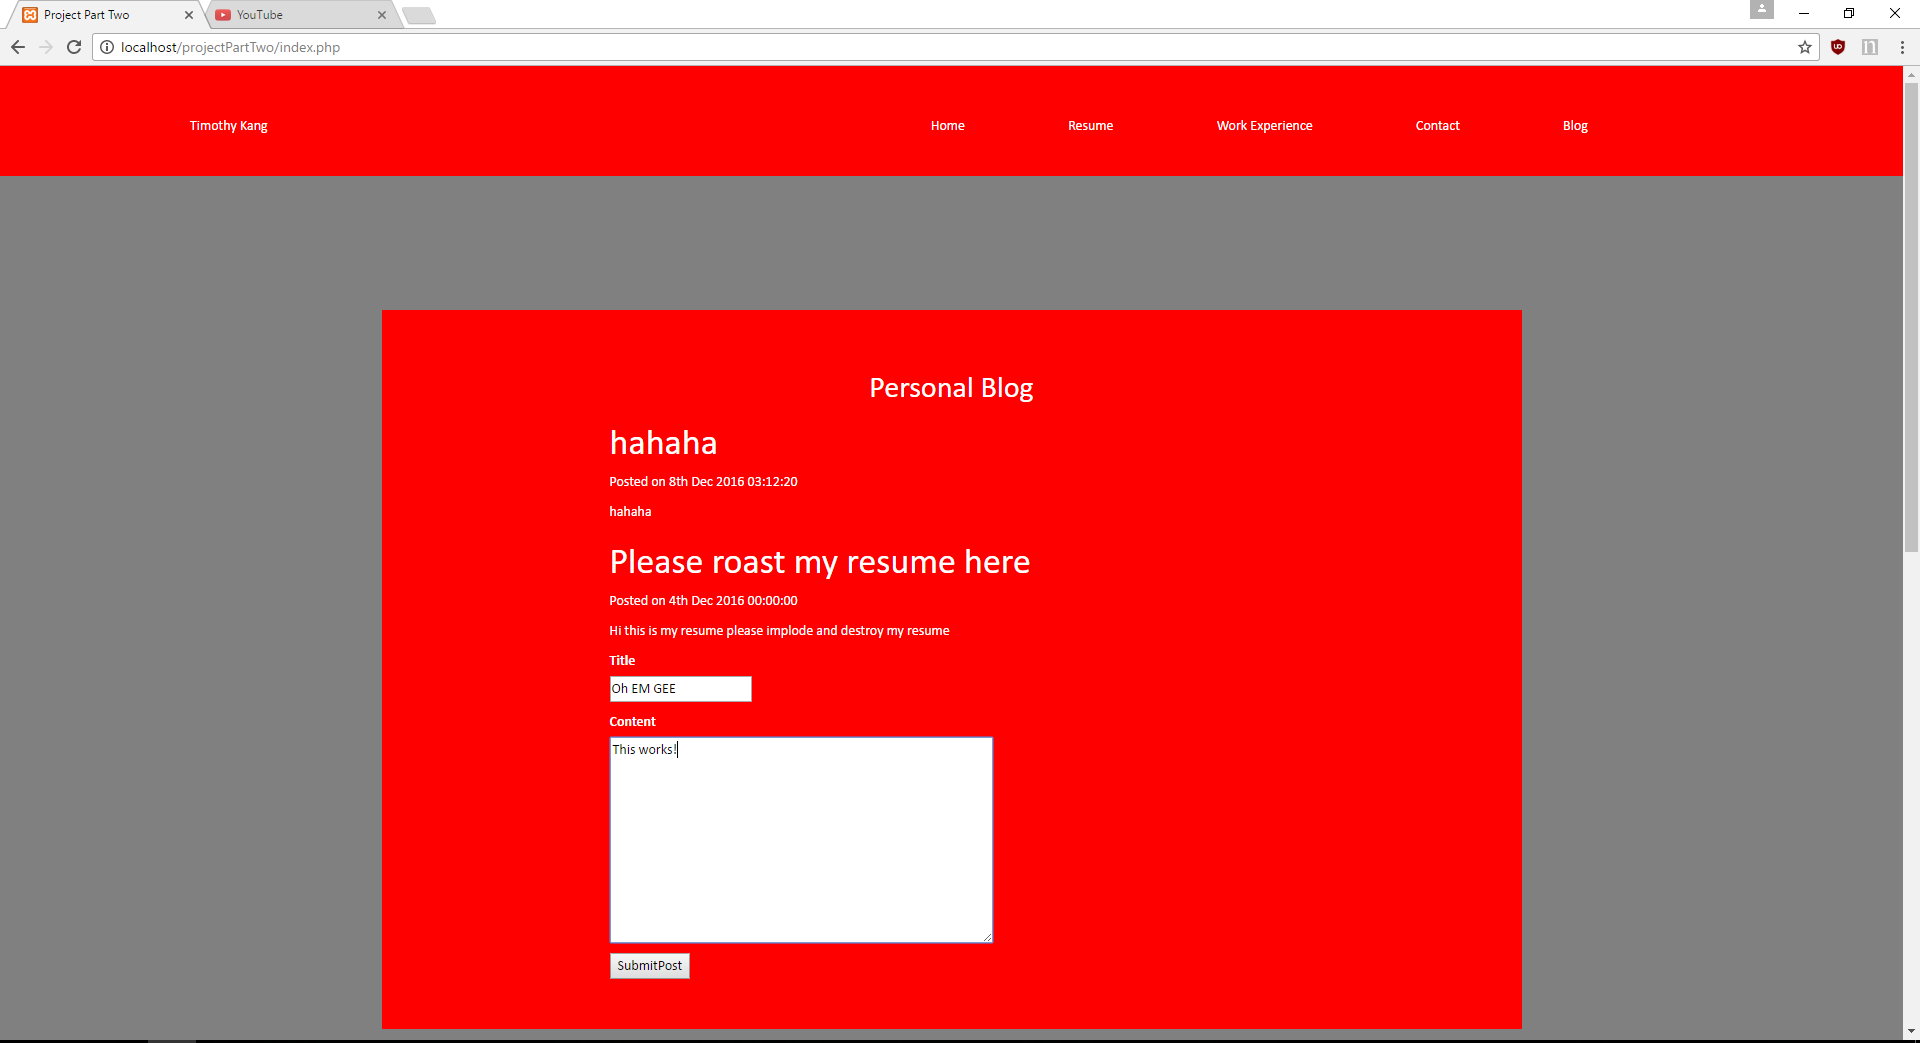 Project Part Two
YouTube
localhost/projectPartTwo/index.php
Timothy Kang
Home
Resume
Work Experience
Contact
Blog
Personal Blog
hahaha
Posted on 8th Dec 2016 03:12:20
hahaha
Please roast my resume here
Posted on 4th Dec 2016 00:00:00
Hi this is my resume please implode and destroy my resume
Title
Oh EM GEE
Content
This works!
SubmitPost